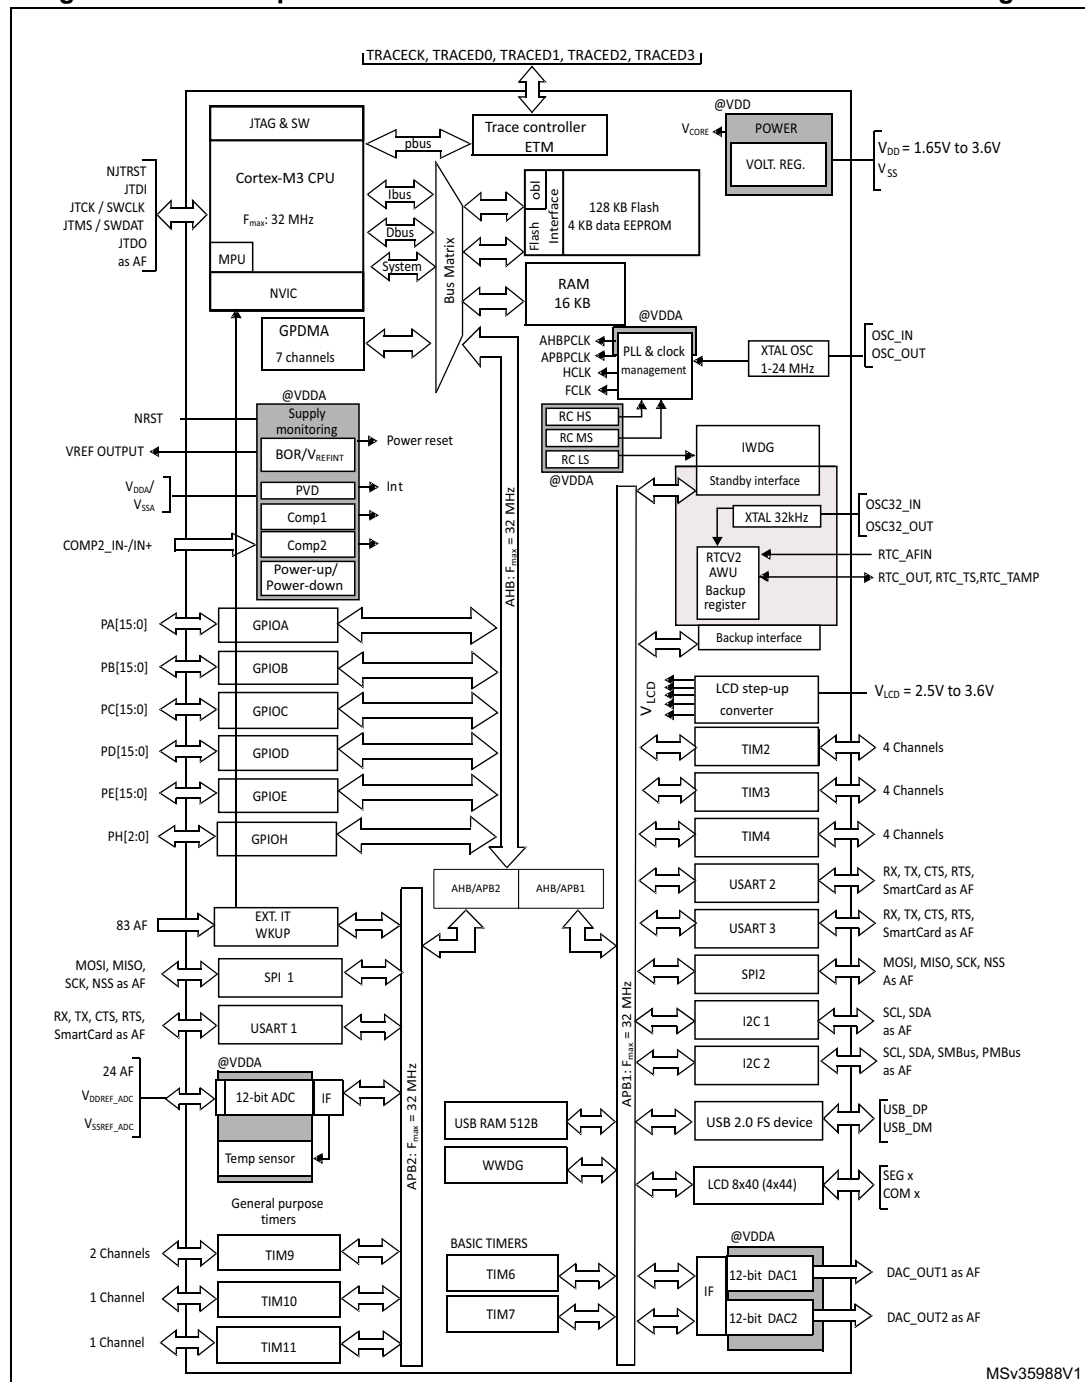 TRACECK, TRACED0, TRACED1, TRACED2, TRACED3
@VDD
JTAG & SW
Trace controller
ETM
pbus
VCORE
POWER
VOLT. REG.
VDD = 1.65V to 3.6V
VSS
NJTRST
JTDI
JTCK / SWCLK
JTMS / SWDAT
JTDO
as AF
Cortex-M3 CPU
Fmax: 32 MHz
MPU
NVIC
Ibus
Dbus
System
Bus Matrix
Flash obl
Interface
128 KB Flash
4 KB data EEPROM
RAM
16 KB
GPDMA
7 channels
@VDDA
AHBPCLK
APBPCLK
HCLK
FCLK
PLL & clock
management
XTAL OSC
1-24 MHz
OSC_IN
OSC_OUT
@VDDA
NRST
Supply
monitoring
VREF OUTPUT
BOR/VREFINT
Power reset
VDDA/
VSSA
PVD
Int
Comp1
COMP2_IN-/IN+
Comp2
Power-up/
Power-down
RC HS
RC MS
RC LS
@VDDA
IWDG
Standby interface
XTAL 32kHz
OSC32_IN
OSC32_OUT
RTCV2
AWU
Backup
register
RTC_AFIN
RTC_OUT, RTC_TS,RTC_TAMP
Backup interface
AHB: Fmax = 32 MHz
PA[15:0]
GPIOA
PB[15:0]
GPIOB
PC[15:0]
GPIOC
PD[15:0]
GPIOD
PE[15:0]
GPIOE
PH[2:0]
GPIOH
VLCD
LCD step-up
converter
VLCD = 2.5V to 3.6V
TIM2
4 Channels
TIM3
4 Channels
TIM4
4 Channels
AHB/APB2
AHB/APB1
USART 2
RX, TX, CTS, RTS,
SmartCard as AF
83 AF
EXT. IT
WKUP
USART 3
RX, TX, CTS, RTS,
SmartCard as AF
MOSI, MISO,
SCK, NSS as AF
SPI 1
SPI2
MOSI, MISO, SCK, NSS
As AF
RX, TX, CTS, RTS,
SmartCard as AF
USART 1
I2C 1
SCL, SDA
as AF
I2C 2
SCL, SDA, SMBus, PMBus
as AF
@VDDA
24 AF
VDDREF_ADC
VSSREF_ADC
12-bit ADC
IF
Temp sensor
APB2: Fmax = 32 MHz
APB1: Fmax = 32 MHz
USB RAM 512B
USB 2.0 FS device
USB_DP
USB_DM
WWDG
LCD 8x40 (4x44)
SEG x
COM x
General purpose
timers
2 Channels
TIM9
1 Channel
TIM10
1 Channel
TIM11
BASIC TIMERS
TIM6
TIM7
@VDDA
IF
12-bit DAC1
DAC_OUT1 as AF
12-bit DAC2
DAC_OUT2 as AF
MSv35988V1